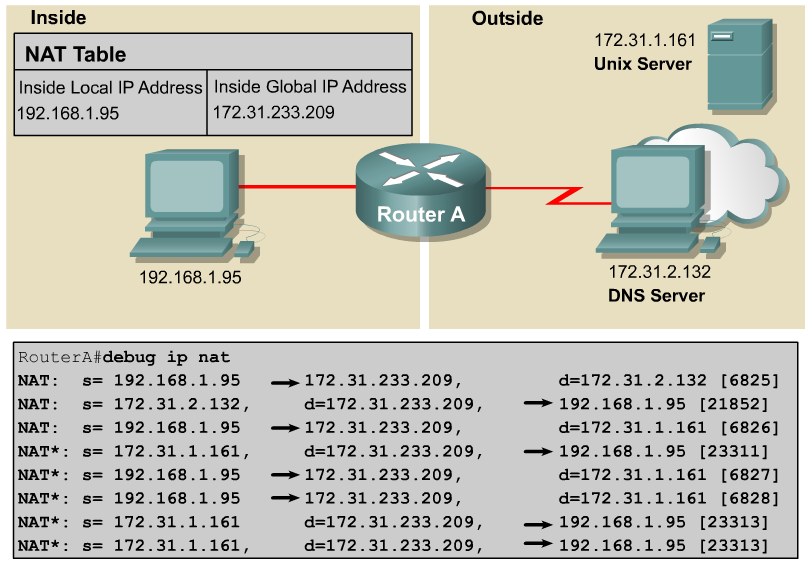 Inside
Outside
NAT Table
Inside Local IP Address
Inside Global IP Address
192.168.1.95
172.31.233.209
172.31.1.161
Unix Server
Router A
192.168.1.95
172.31.2.132
DNS Server
RouterA#debug ip nat
NAT: s= 192.168.1.95 → 172.31.233.209, d=172.31.2.132 [6825]
NAT: s= 172.31.2.132, d=172.31.233.209, → 192.168.1.95 [21852]
NAT: s= 192.168.1.95 → 172.31.233.209, d=172.31.1.161 [6826]
NAT*: s= 172.31.1.161, d=172.31.233.209, → 192.168.1.95 [23311]
NAT*: s= 192.168.1.95 → 172.31.233.209, d=172.31.1.161 [6827]
NAT*: s= 192.168.1.95 → 172.31.233.209, d=172.31.1.161 [6828]
NAT*: s= 172.31.1.161 d=172.31.233.209, → 192.168.1.95 [23313]
NAT*: s= 172.31.1.161, d=172.31.233.209, → 192.168.1.95 [23313]